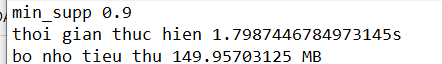 min_supp 0.9
thoi gian thuc hien 1.7987446784973145s
bo nho tieu thu 149.95703125 MB